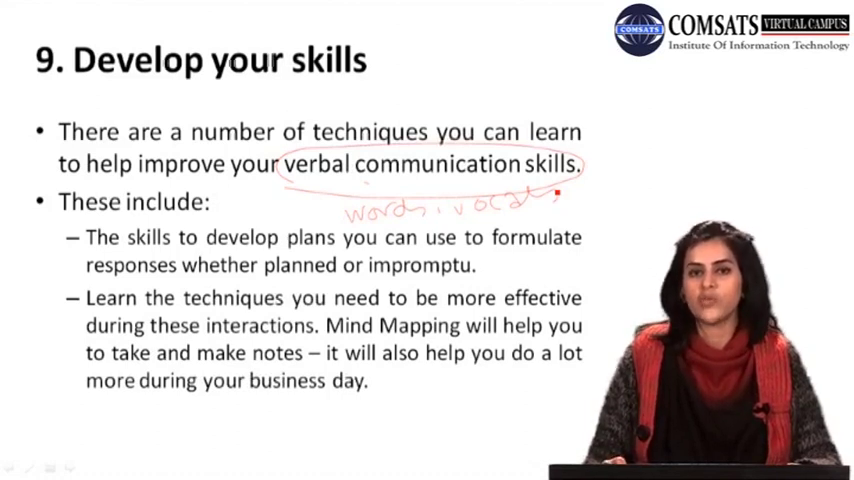 COMSATS VIRTUAL CAMPUS
COMSATS
Institute Of Information Technology
9. Develop your skills
• There are a number of techniques you can learn
to help improve your verbal communication skills.
words, vocals
• These include:
– The skills to develop plans you can use to formulate
responses whether planned or impromptu.
– Learn the techniques you need to be more effective
during these interactions. Mind Mapping will help you
to take and make notes – it will also help you do a lot
more during your business day.